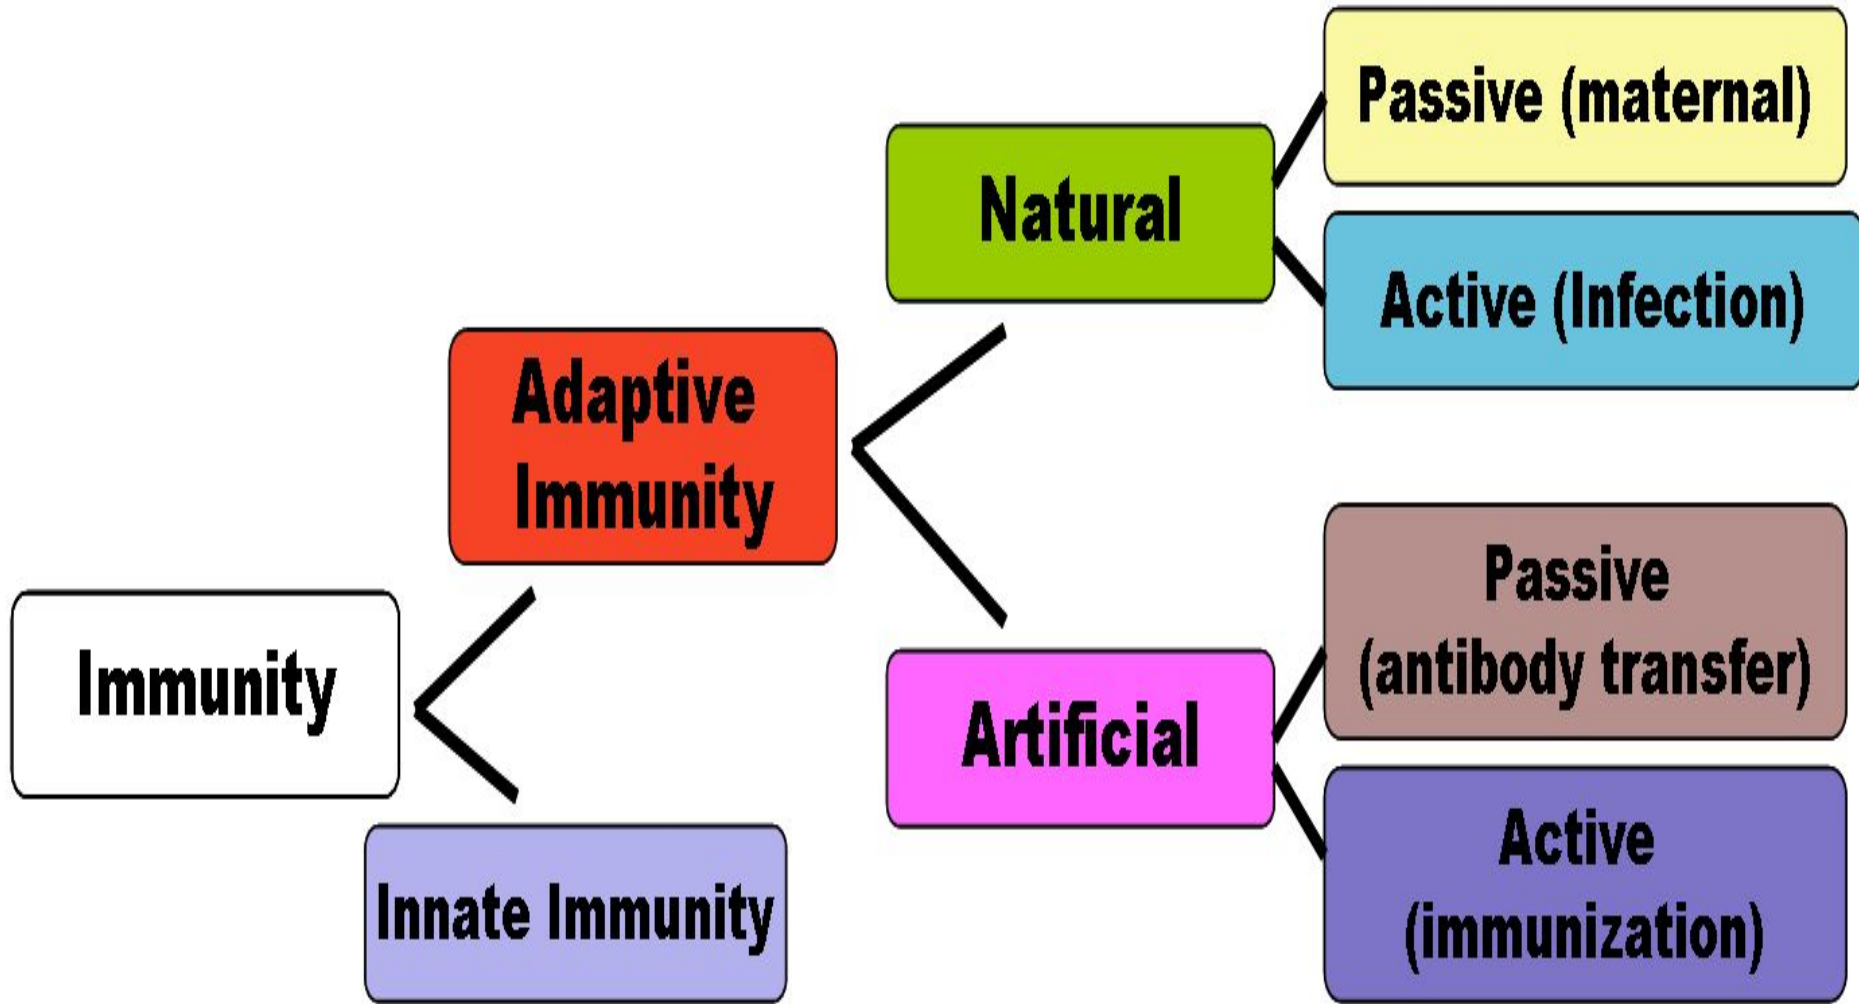 Passive (maternal)
Natural
Active (Infection)
Adaptive
Immunity
Passive
(antibody transfer)
Immunity
Artificial
Active
(immunization)
Innate Immunity